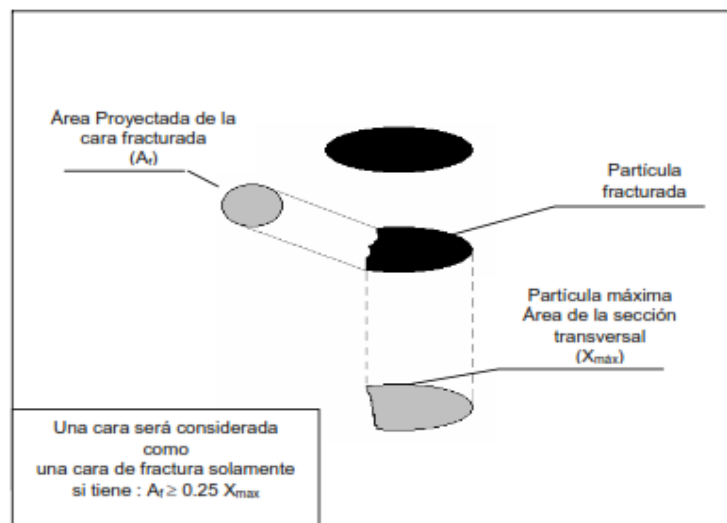 Área Proyectada de la
cara fracturada
(Af)
Partícula
fracturada
Partícula máxima
Área de la sección
transversal
(Xmáx)
Una cara será considerada
como
una cara de fractura solamente
si tiene : Af ≥ 0.25 Xmax